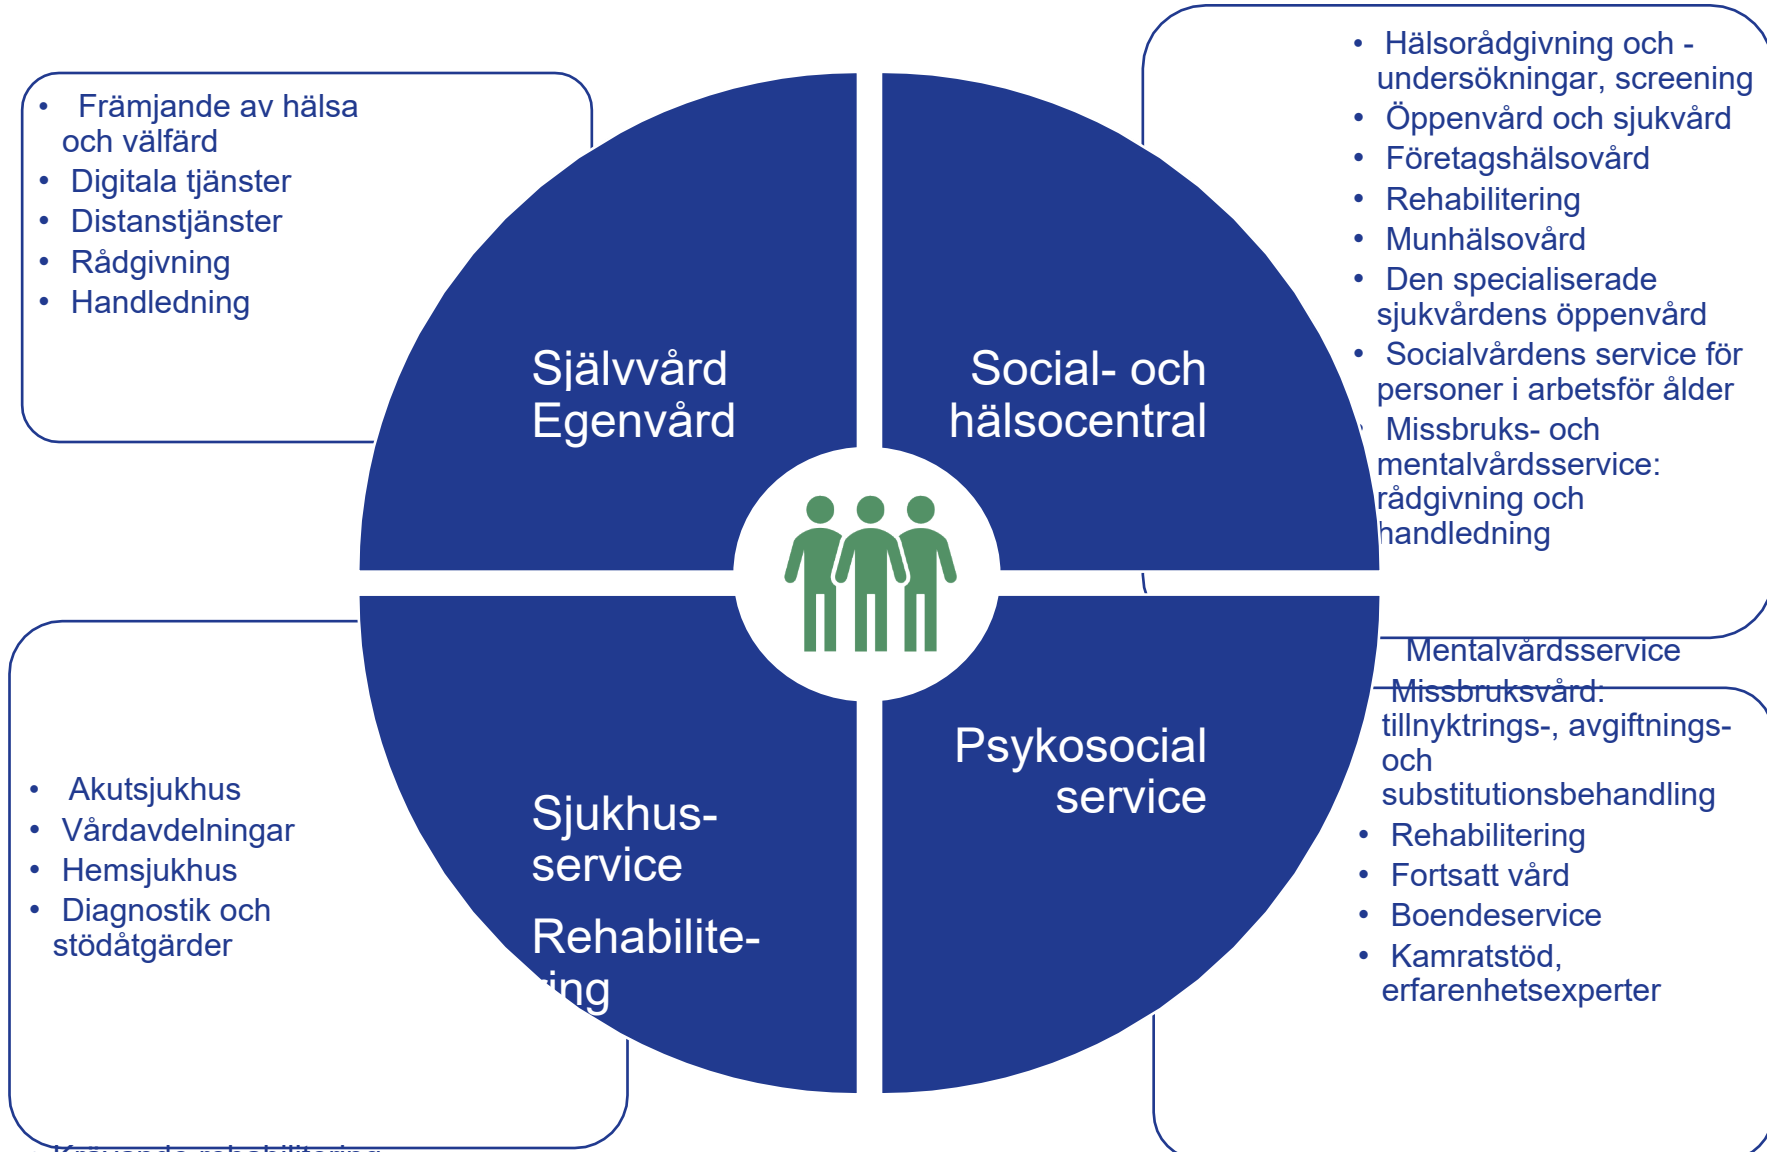 • Främjande av hälsa
och välfärd
• Digitala tjänster
• Distanstjänster
• Rådgivning
• Handledning
Självvård
Egenvård
Social- och
hälsocentral
• Hälsorådgivning och -
undersökningar, screening
• Öppenvård och sjukvård
• Företagshälsovård
• Rehabilitering
• Munhälsovård
• Den specialiserade
sjukvårdens öppenvård
• Socialvårdens service för
personer i arbetsför ålder
Missbruks- och
mentalvårdsservice:
rådgivning och
handledning
• Akutsjukhus
• Vårdavdelningar
• Hemsjukhus
• Diagnostik och
stödåtgärder
• Krävande rehabilitering
Sjukhus-
service
Rehabilite-
ring
Psykosocial
service
Mentalvårdsservice
Missbruksvård:
tillnyktrings-, avgiftnings-
och
substitutionsbehandling
• Rehabilitering
• Fortsatt vård
• Boendeservice
• Kamratstöd,
erfarenhetsexperter